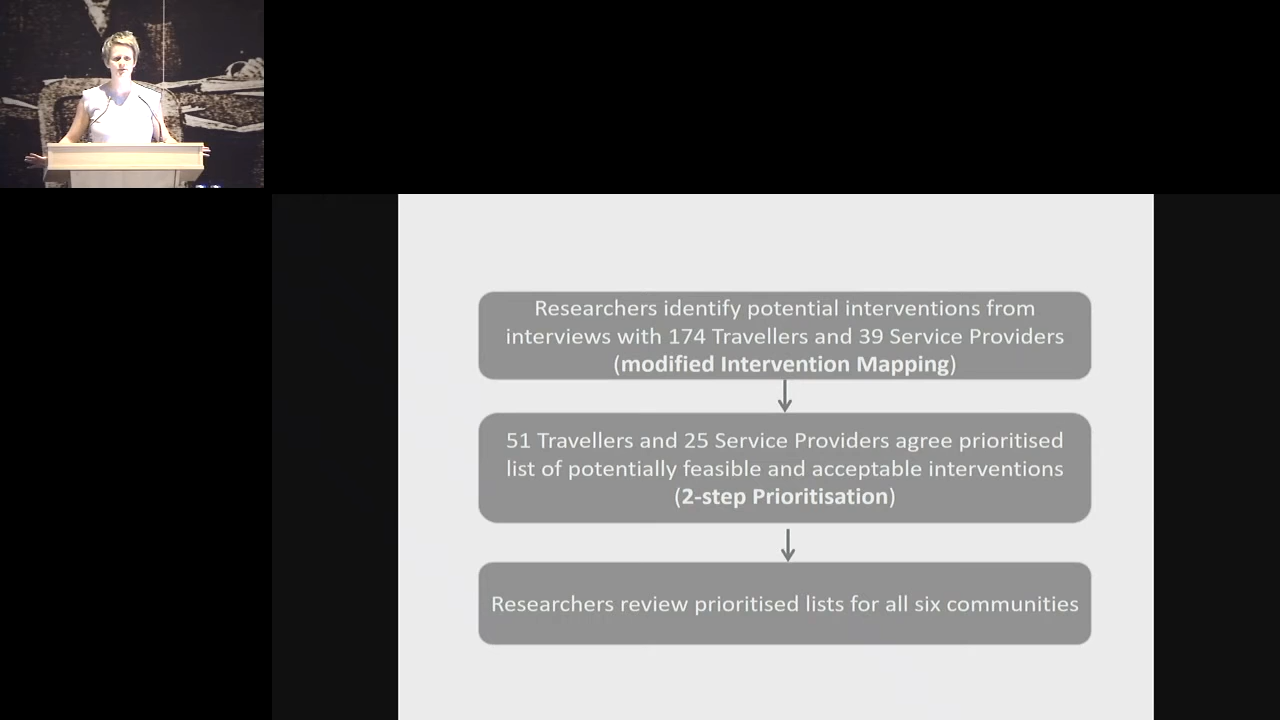 Researchers identify potential interventions from
interviews with 174 Travellers and 39 Service Providers
(modified Intervention Mapping)
51 Travellers and 25 Service Providers agree prioritised
list of potentially feasible and acceptable interventions
(2-step Prioritisation)
Researchers review prioritised lists for all six communities